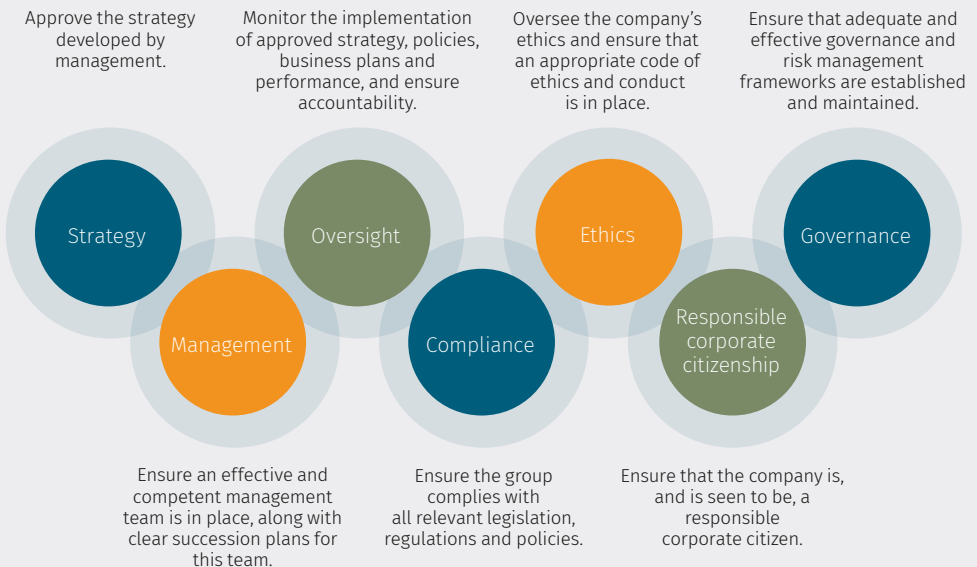 Approve the strategy
developed by
management.
Monitor the implementation
of approved strategy, policies,
business plans and
performance, and ensure
accountability.
Oversee the company’s
ethics and ensure that
an appropriate code of
ethics and conduct
is in place.
Ensure that adequate and
effective governance and
risk management
frameworks are established
and maintained.
Strategy
Oversight
Ethics
Governance
Management
Compliance
Responsible
corporate
citizenship
Ensure an effective and
competent management
team is in place, along with
clear succession plans for
this team.
Ensure the group
complies with
all relevant legislation,
regulations and policies.
Ensure that the company is,
and is seen to be, a
responsible
corporate citizen.